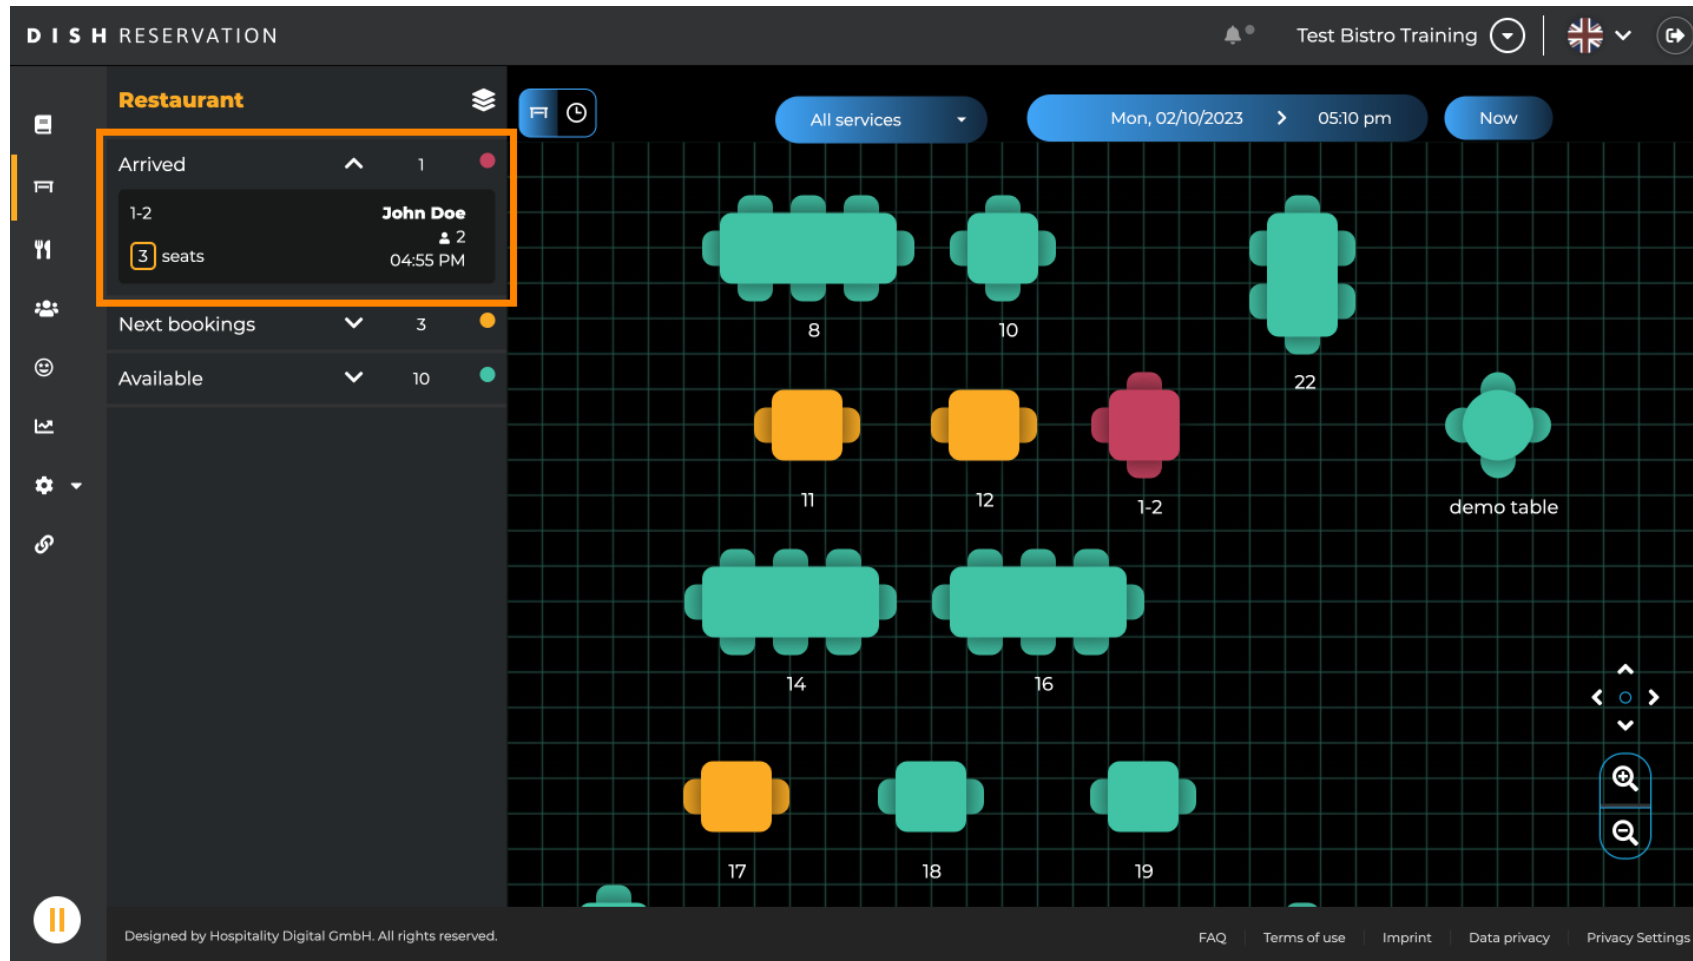 DISH RESERVATION
Test Bistro Training
Restaurant
All services
Mon, 02/10/2023 05:10 pm
Now
Arrived 1
1-2 John Doe
2
3 seats 04:55 PM
Next bookings 3
Available 10
8
10
22
11
12
1-2
demo table
14
16
17
18
19
Designed by Hospitality Digital GmbH. All rights reserved.
FAQ
Terms of use
Imprint
Data privacy
Privacy Settings